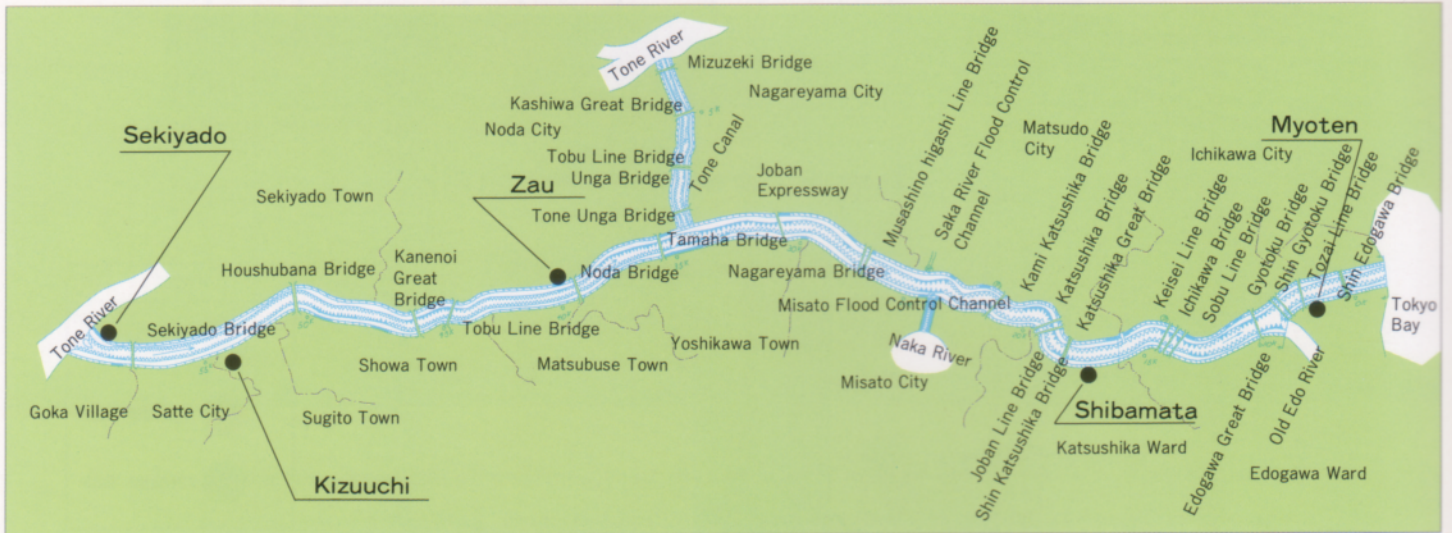 Tone River
Mizuzeki Bridge
Nagareyama City
Kashiwa Great Bridge
Noda City
Tobu Line Bridge
Unga Bridge
Tone Canal
Tone Unga Bridge
Sekiyado
Sekiyado Town
Zau
Joban
Expressway
Musashino higashi Line Bridge
Saka River Flood Control
Channel
Matsudo
City
Myoten
Ichikawa City
Houshubana Bridge
Kanenoi
Great
Bridge
Noda Bridge
Tamaha Bridge
Nagareyama Bridge
Misato Flood Control Channel
Kami Katsushika Bridge
Katsushika Bridge
Katsushika Great Bridge
Keisei Line Bridge
Ichikawa Bridge
Sobu Line Bridge
Gyotoku Bridge
Shin Gyotoku Bridge
Tozai Line Bridge
Shin Edogawa Bridge
Tokyo
Bay
Tone River
Sekiyado Bridge
Tobu Line Bridge
Showa Town
Matsubuse Town
Yoshikawa Town
Naka River
Misato City
Goka Village
Satte City
Sugito Town
Kizuuchi
Joban Line Bridge
Shin Katsushika Bridge
Shibamata
Katsushika Ward
Edogawa Great Bridge
Old Edo River
Edogawa Ward